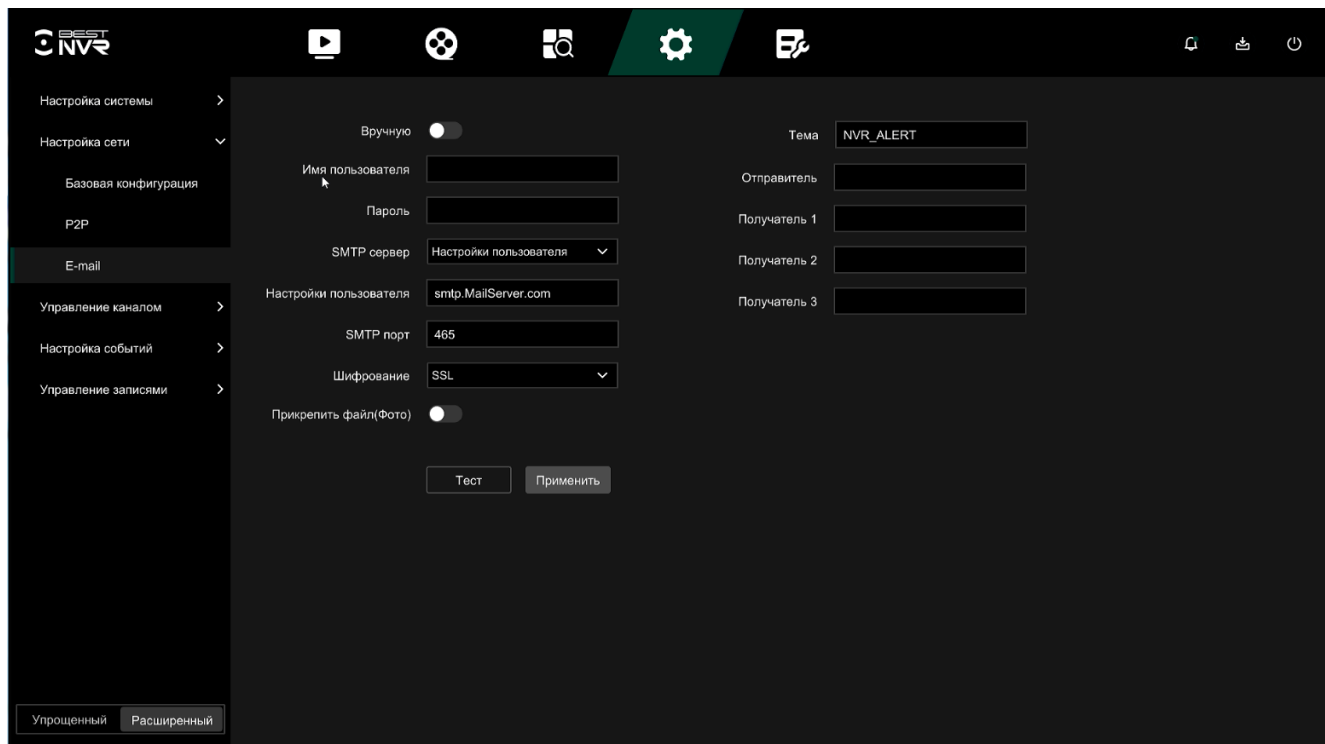 BEST
NVR
Настройка системы
Настройка сети
Базовая конфигурация
P2P
E-mail
Управление каналом
Настройка событий
Управление записями
Упрощенный
Расширенный
Вручную
Имя пользователя
Пароль
SMTP сервер Настройки пользователя
Настройки пользователя smtp.MailServer.com
SMTP порт 465
Шифрование SSL
Прикрепить файл(Фото)
Тест Применить
Тема NVR_ALERT
Отправитель
Получатель 1
Получатель 2
Получатель 3